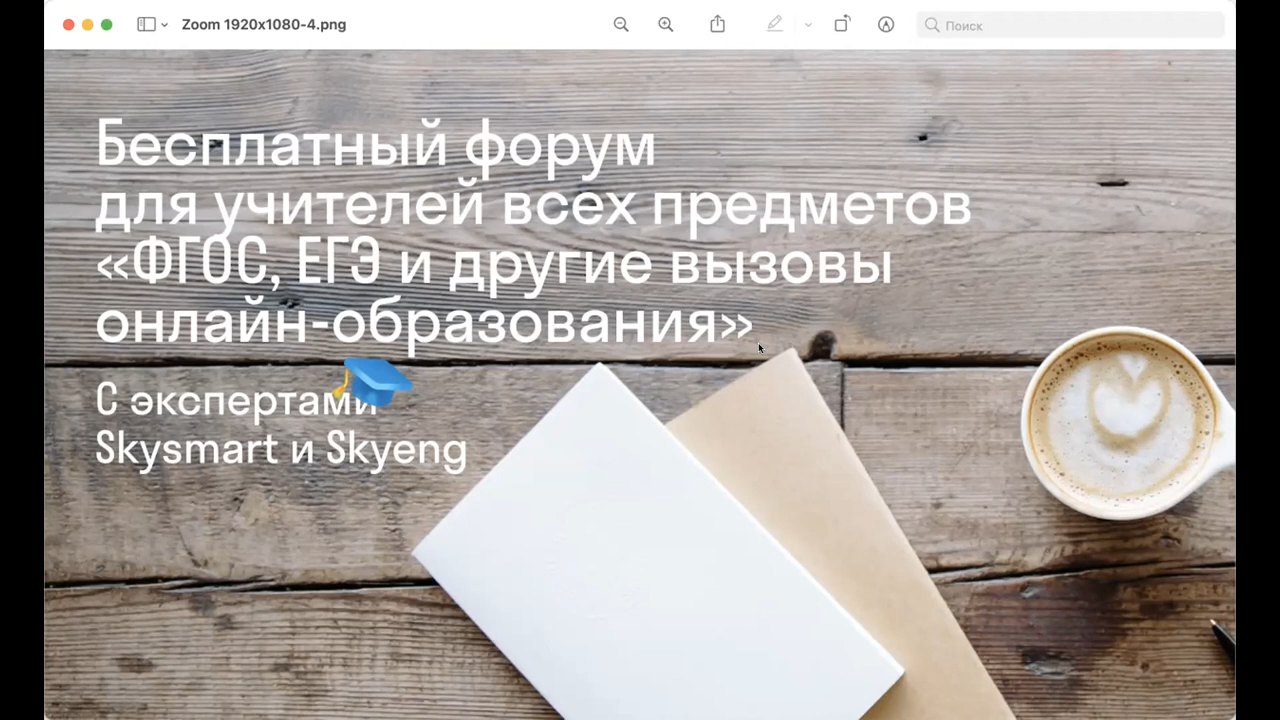 Zoom 1920x1080-4.png
Поиск
Бесплатный форум
для учителей всех предметов
«ФГОС, ЕГЭ и другие вызовы
онлайн-образования»
С экспертами
Skysmart и Skyeng